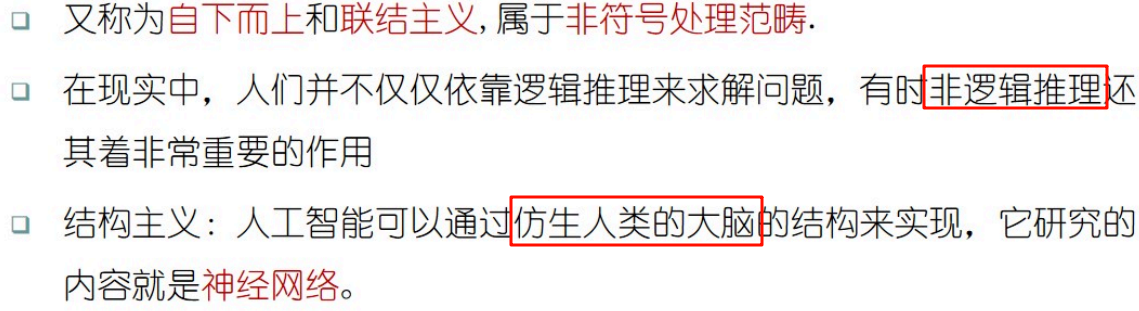 又称为自下而上和联结主义,属于非符号处理范畴.
在现实中，人们并不仅仅依靠逻辑推理来求解问题，有时非逻辑推理还
其着非常重要的作用
结构主义：人工智能可以通过仿生人类的大脑的结构来实现，它研究的
内容就是神经网络。